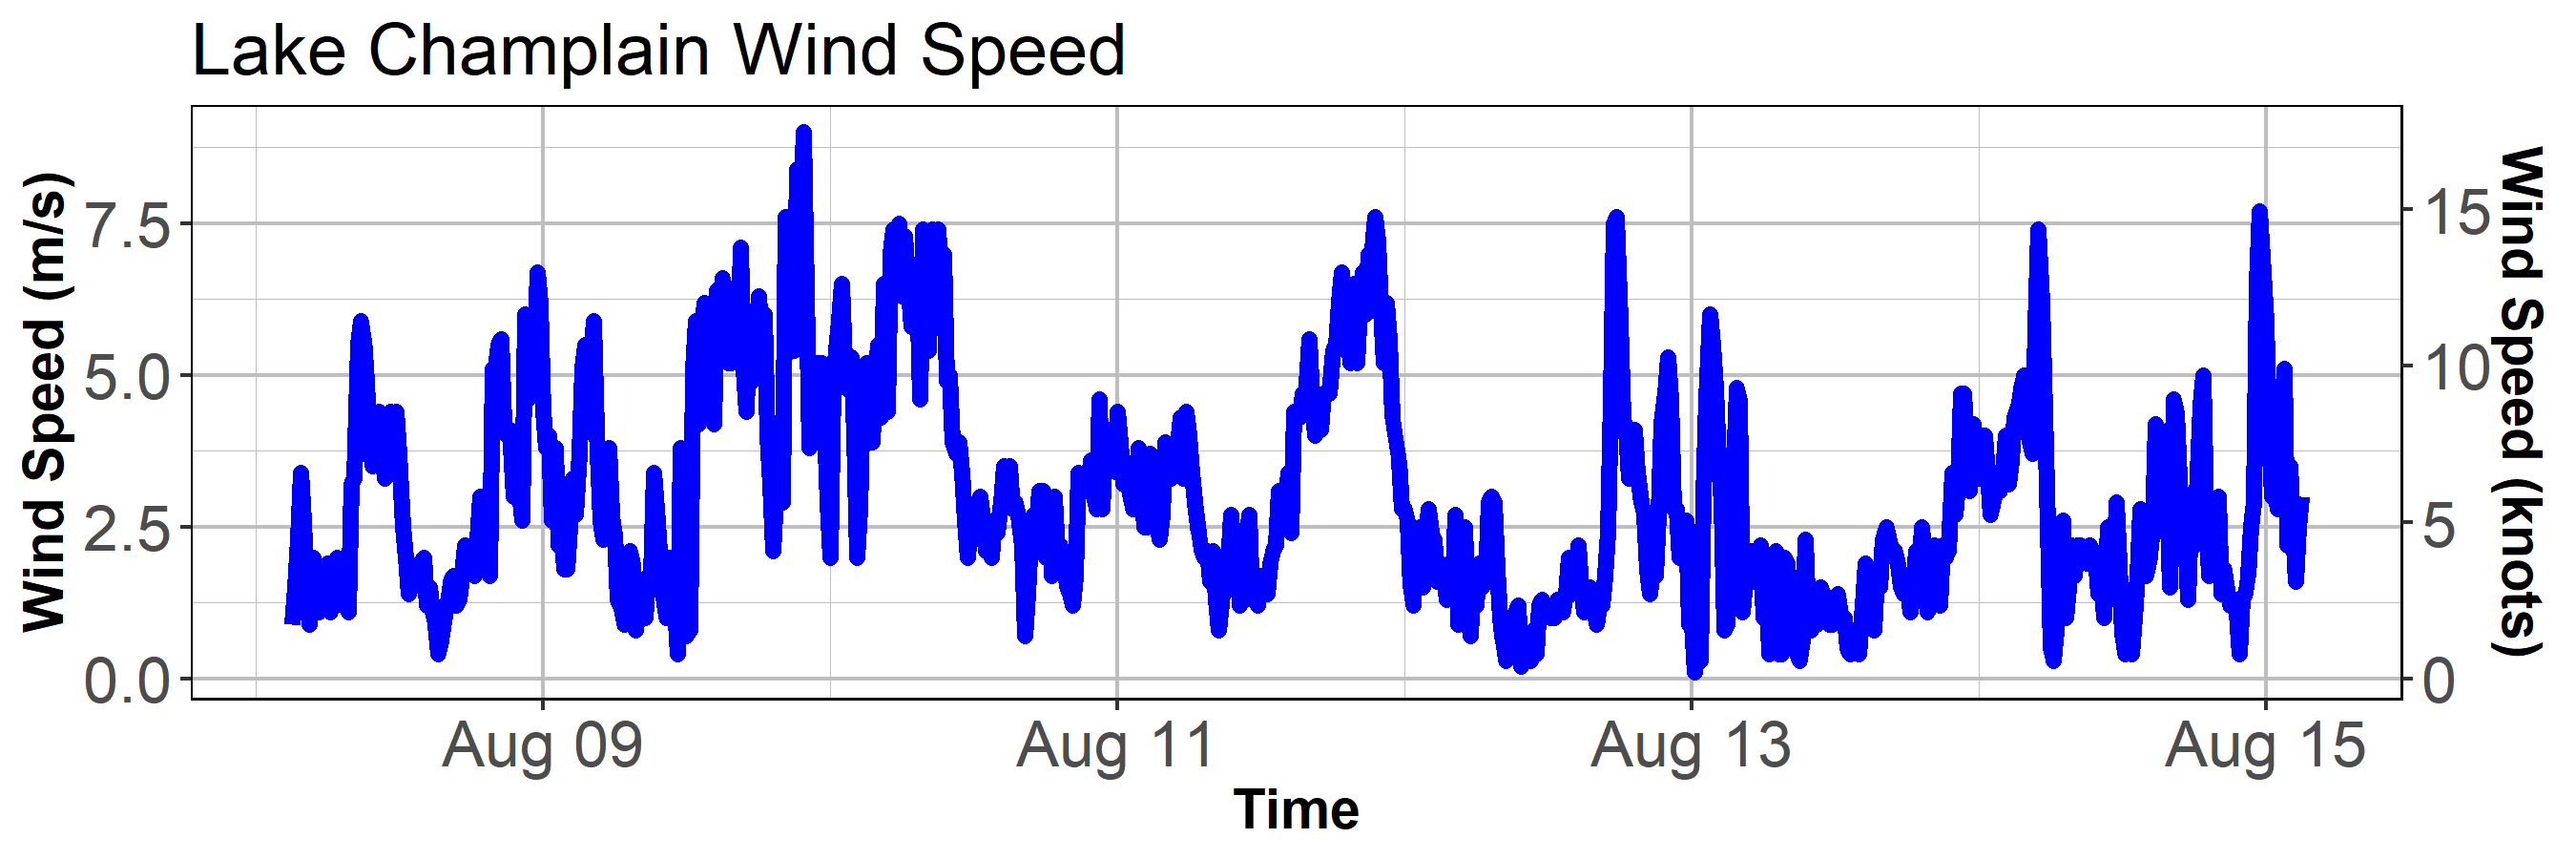 Lake Champlain Wind Speed
Wind Speed (m/s)
7.5
5.0
2.5
0.0
15
10
5
0
Wind Speed (knots)
Aug 09
Aug 11
Aug 13
Aug 15
Time